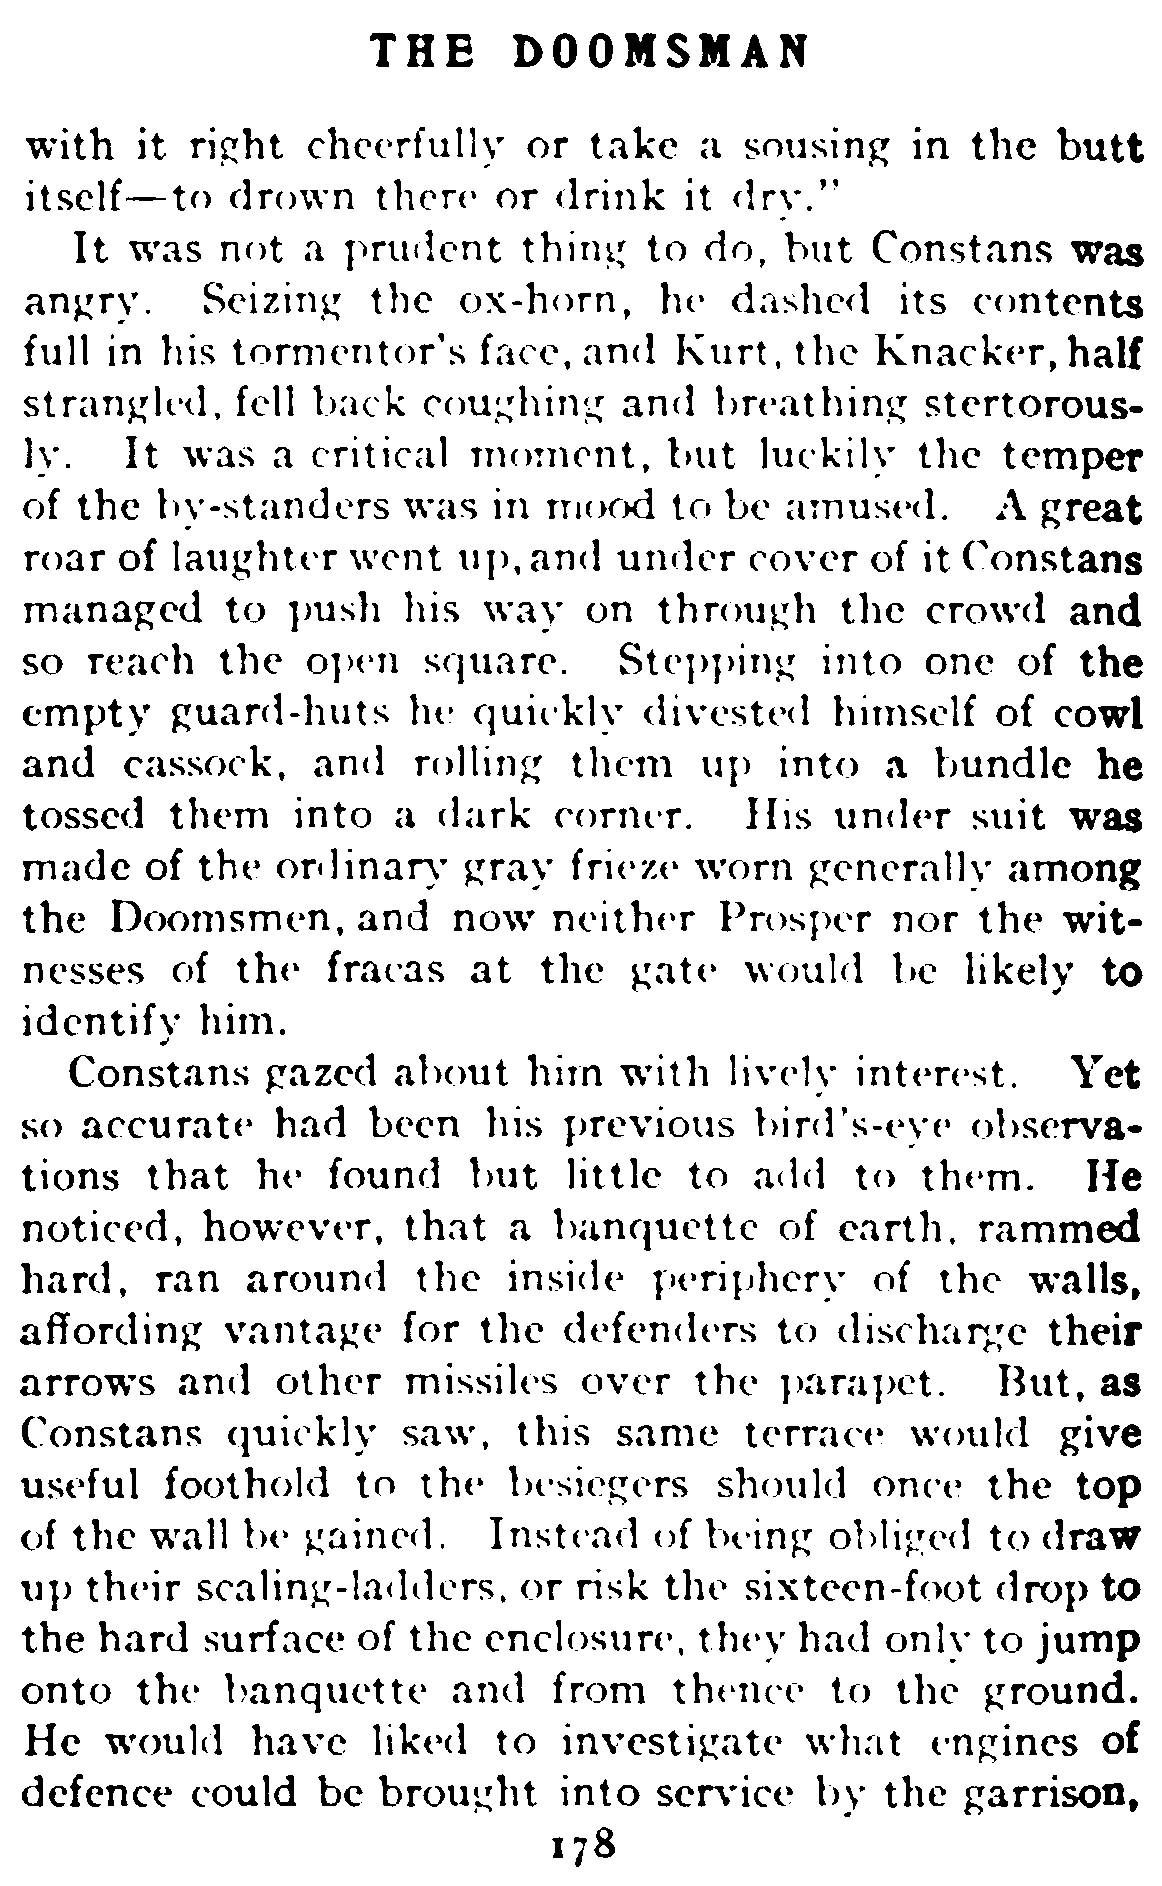 THE DOOMSMAN
with it right cheerfully or take a sousing in the butt
itself—to drown there or drink it dry."
It was not a prudent thing to do, but Constans was
angry. Seizing the ox-horn, he dashed its contents
full in his tormentor's face, and Kurt, the Knacker, half
strangled, fell back coughing and breathing stertorous-
ly. It was a critical moment, but luckily the temper
of the by-standers was in mood to be amused. A great
roar of laughter went up, and under cover of it Constans
managed to push his way on through the crowd and
so reach the open square. Stepping into one of the
empty guard-huts he quickly divested himself of cowl
and cassock, and rolling them up into a bundle he
tossed them into a dark corner. His under suit was
made of the ordinary gray frieze worn generally among
the Doomsmen, and now neither Prosper nor the wit-
nesses of the fracas at the gate would be likely to
identify him.
Constans gazed about him with lively interest. Yet
so accurate had been his previous bird's-eye observa-
tions that he found but little to add to them. He
noticed, however, that a banquette of earth, rammed
hard, ran around the inside periphery of the walls,
affording vantage for the defenders to discharge their
arrows and other missiles over the parapet. But, as
Constans quickly saw, this same terrace would give
useful foothold to the besiegers should once the top
of the wall be gained. Instead of being obliged to draw
up their scaling-ladders, or risk the sixteen-foot drop to
the hard surface of the enclosure, they had only to jump
onto the banquette and from thence to the ground.
He would have liked to investigate what engines of
defence could be brought into service by the garrison,
178